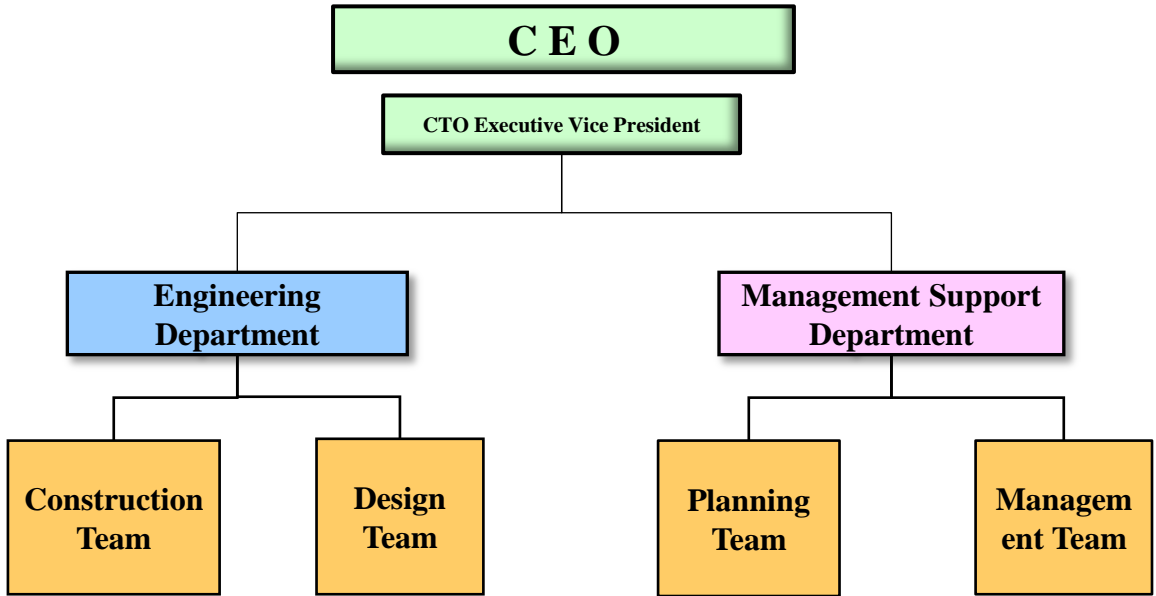 C E O
CTO Executive Vice President
Engineering
Department
Management Support
Department
Construction
Team
Design
Team
Planning
Team
Managem
ent Team